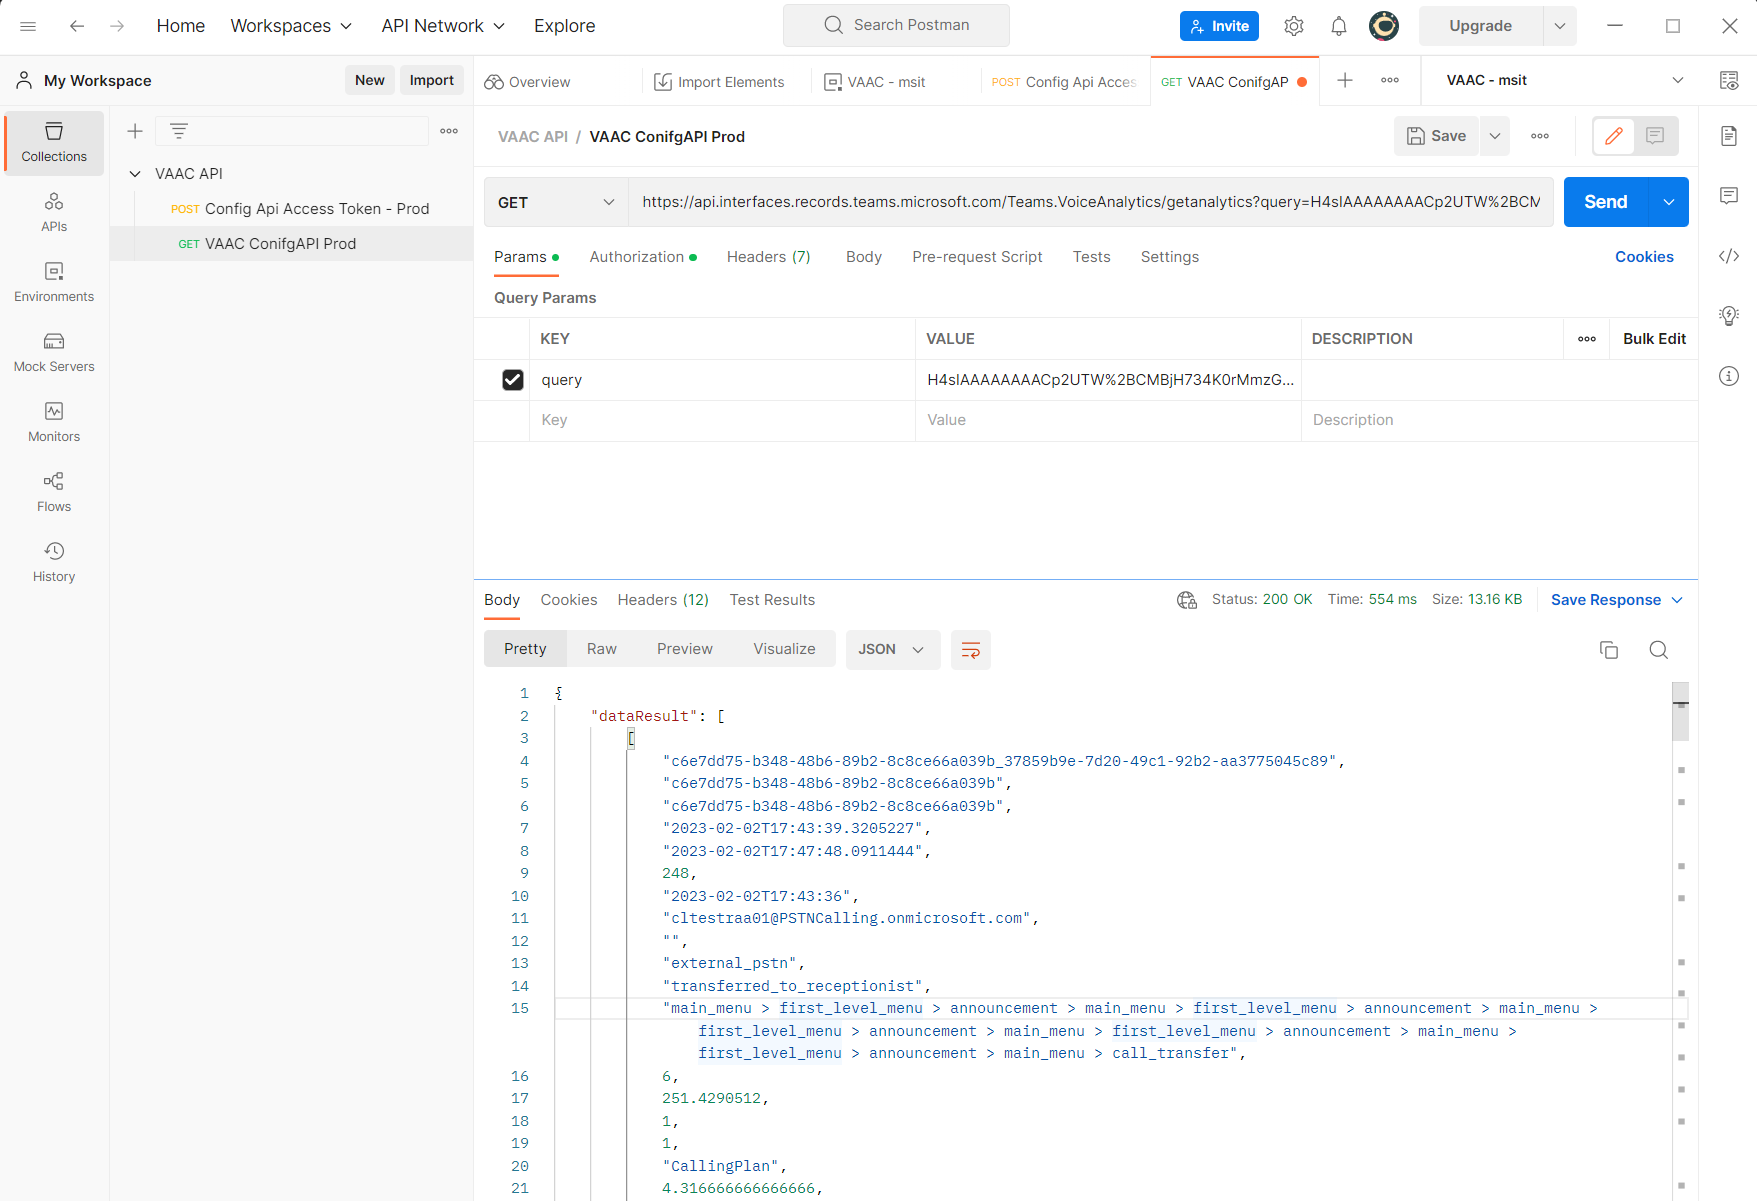 Home
Workspaces
API Network
Explore
Search Postman
Invite
Upgrade
My Workspace
New
Import
Overview
Import Elements
VAAC - msit
POST Config Api Acces
GET VAAC ConifgAP
VAAC - msit
Collections
APIs
Environments
Mock Servers
Monitors
Flows
History
VAAC API
POST Config Api Access Token - Prod
GET VAAC ConifgAPI Prod
VAAC API / VAAC ConifgAPI Prod
Save
GET
https://api.interfaces.records.teams.microsoft.com/Teams.VoiceAnalytics/getanalytics?query=H4sIAAAAAAAACp2UTW%2BCM
Send
Params
Authorization
Headers (7)
Body
Pre-request Script
Tests
Settings
Cookies
Query Params
KEY VALUE DESCRIPTION
Bulk Edit
query H4sIAAAAAAAACp2UTW%2BCMBjH734K0rMmzG...
Key Value Description
Body
Cookies
Headers (12)
Test Results
Status: 200 OK
Time: 554 ms
Size: 13.16 KB
Save Response
Pretty
Raw
Preview
Visualize
JSON
1 {
2 "dataResult": [
3 [
4 "c6e7dd75-b348-48b6-89b2-8c8ce66a039b_37859b9e-7d20-49c1-92b2-aa3775045c89",
5 "c6e7dd75-b348-48b6-89b2-8c8ce66a039b",
6 "c6e7dd75-b348-48b6-89b2-8c8ce66a039b",
7 "2023-02-02T17:43:39.3205227",
8 "2023-02-02T17:47:48.0911444",
9 248,
10 "2023-02-02T17:43:36",
11 "cltestraa01@PSTNCalling.onmicrosoft.com",
12 "",
13 "external_pstn",
14 "transferred_to_receptionist",
15 "main_menu > first_level_menu > announcement > main_menu > first_level_menu > announcement > main_menu >
first_level_menu > announcement > main_menu > first_level_menu > announcement > main_menu >
first_level_menu > announcement > main_menu > call_transfer",
16 6,
17 251.4290512,
18 1,
19 1,
20 "CallingPlan",
21 4.316666666666666,